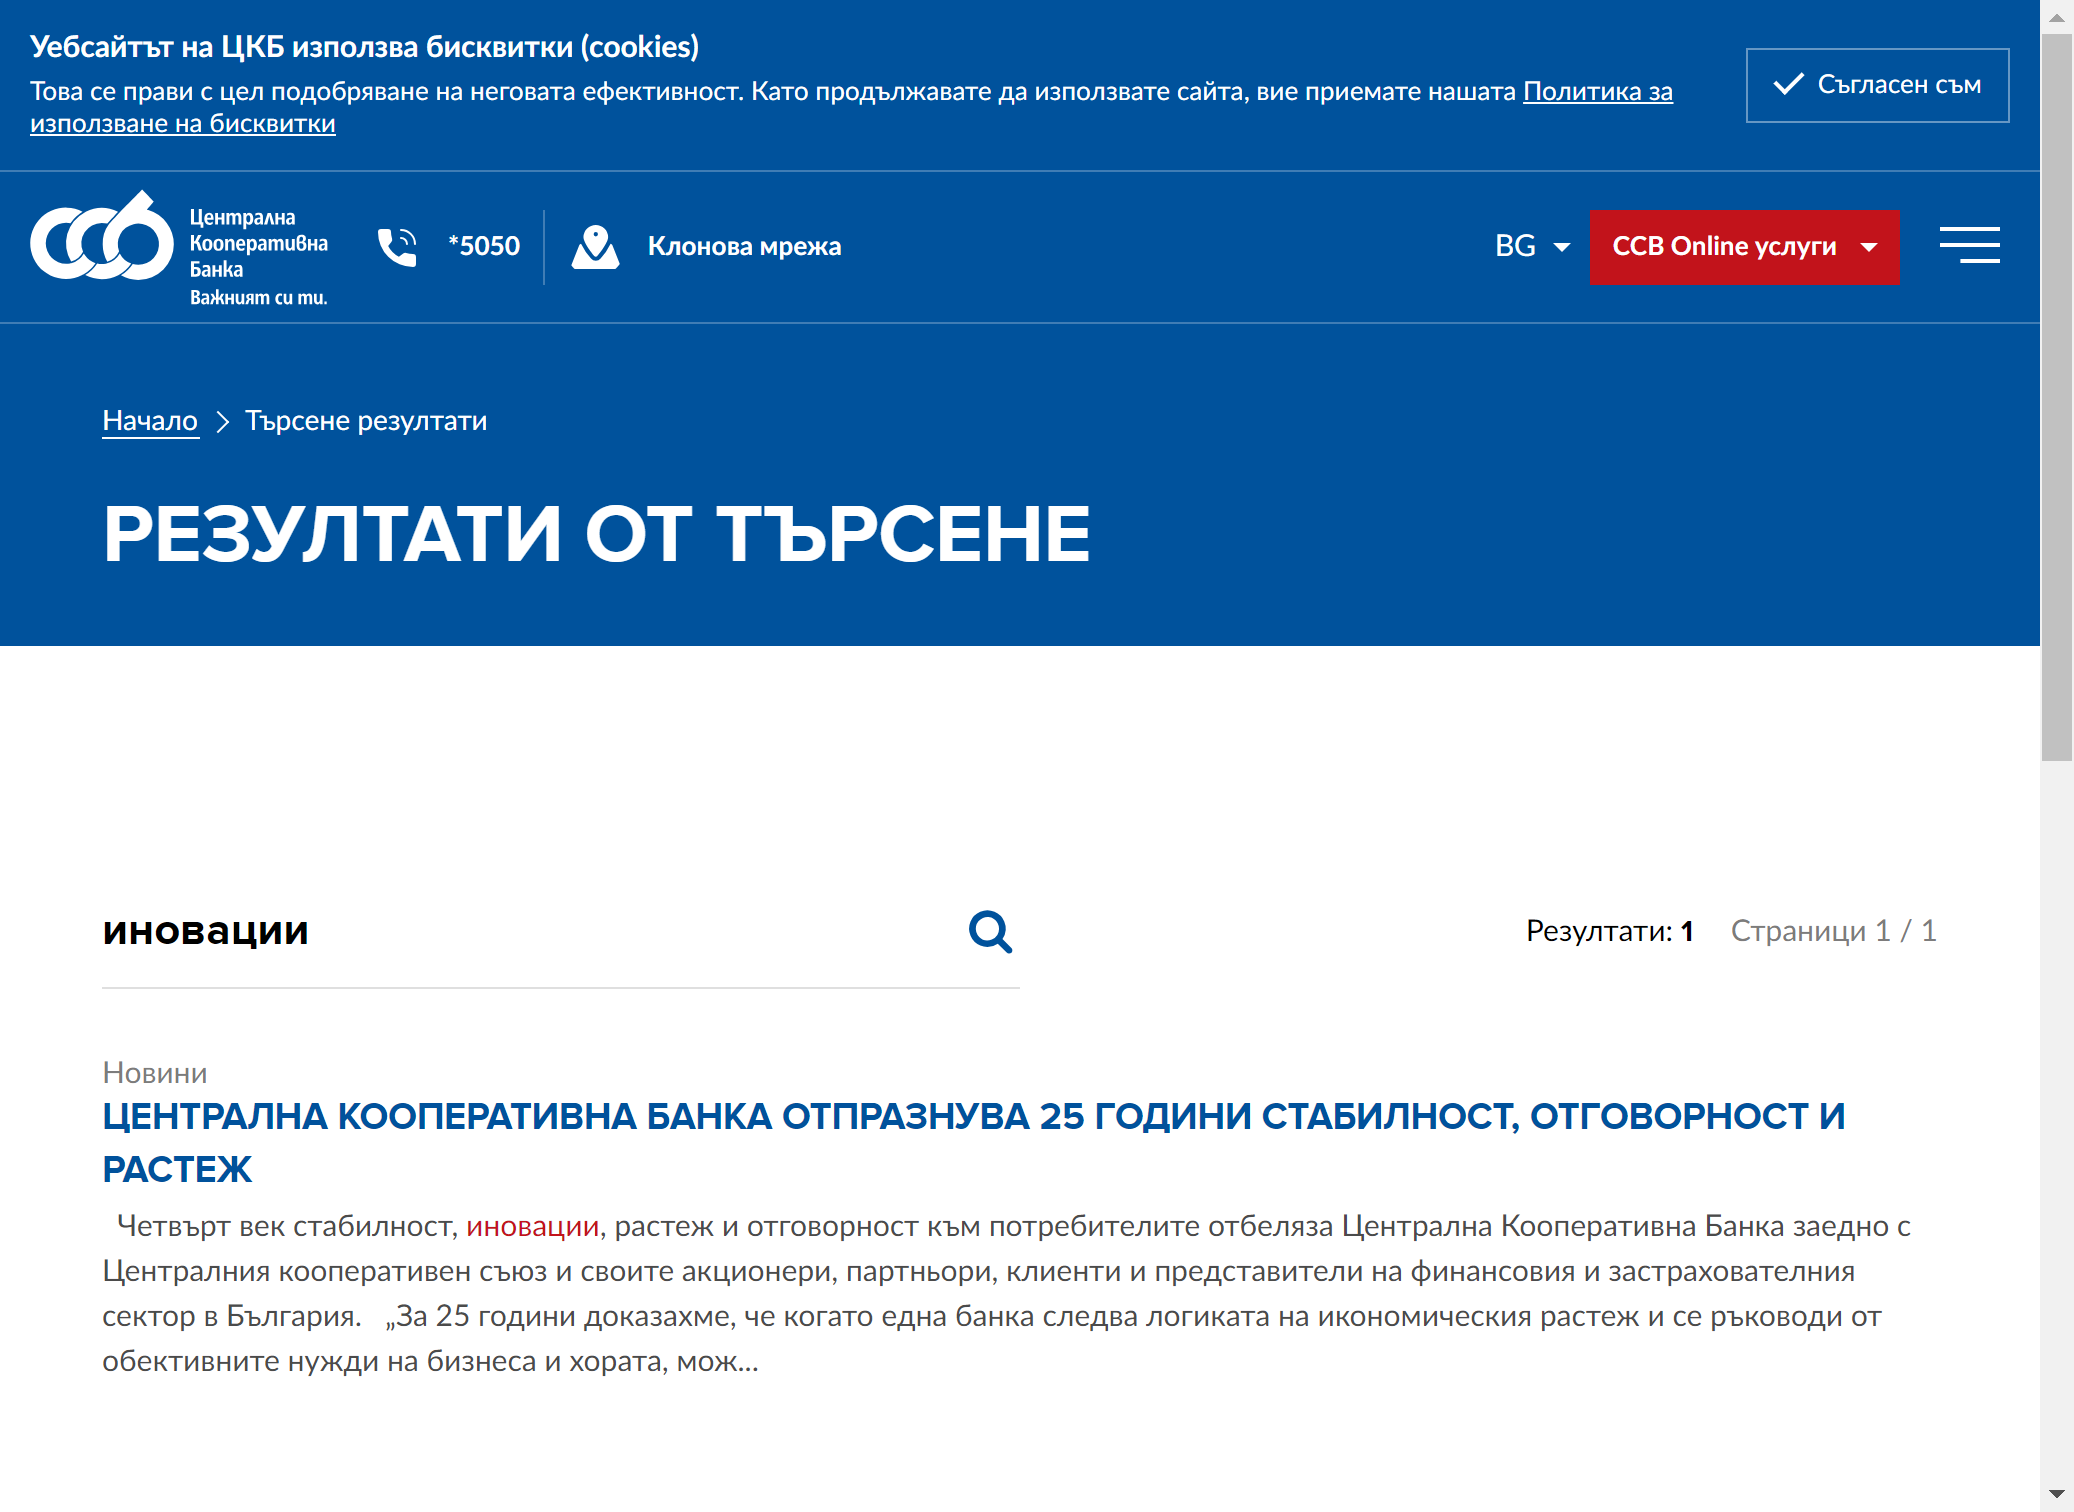 Уебсайтът на ЦКБ използва бисквитки (cookies)
Това се прави с цел подобряване на неговата ефективност. Като продължавате да използвате сайта, вие приемате нашата Политика за
използване на бисквитки
Съгласен съм
ccb
Централна
Кооперативна
Банка
Важният си ти.
*5050
Клонова мрежа
BG
CCB Online услуги
Начало
Търсене резултати
РЕЗУЛТАТИ ОТ ТЪРСЕНЕ
иновации
Резултати: 1
Страници 1 / 1
Новини
ЦЕНТРАЛНА КООПЕРАТИВНА БАНКА ОТПРАЗНУВА 25 ГОДИНИ СТАБИЛНОСТ, ОТГОВОРНОСТ И
РАСТЕЖ
Четвърт век стабилност, иновации, растеж и отговорност към потребителите отбеляза Централна Кооперативна Банка заедно с
Централния кооперативен съюз и своите акционери, партньори, клиенти и представители на финансовия и застрахователния
сектор в България. „За 25 години доказахме, че когато една банка следва логиката на икономическия растеж и се ръководи от
обективните нужди на бизнеса и хората, мож...